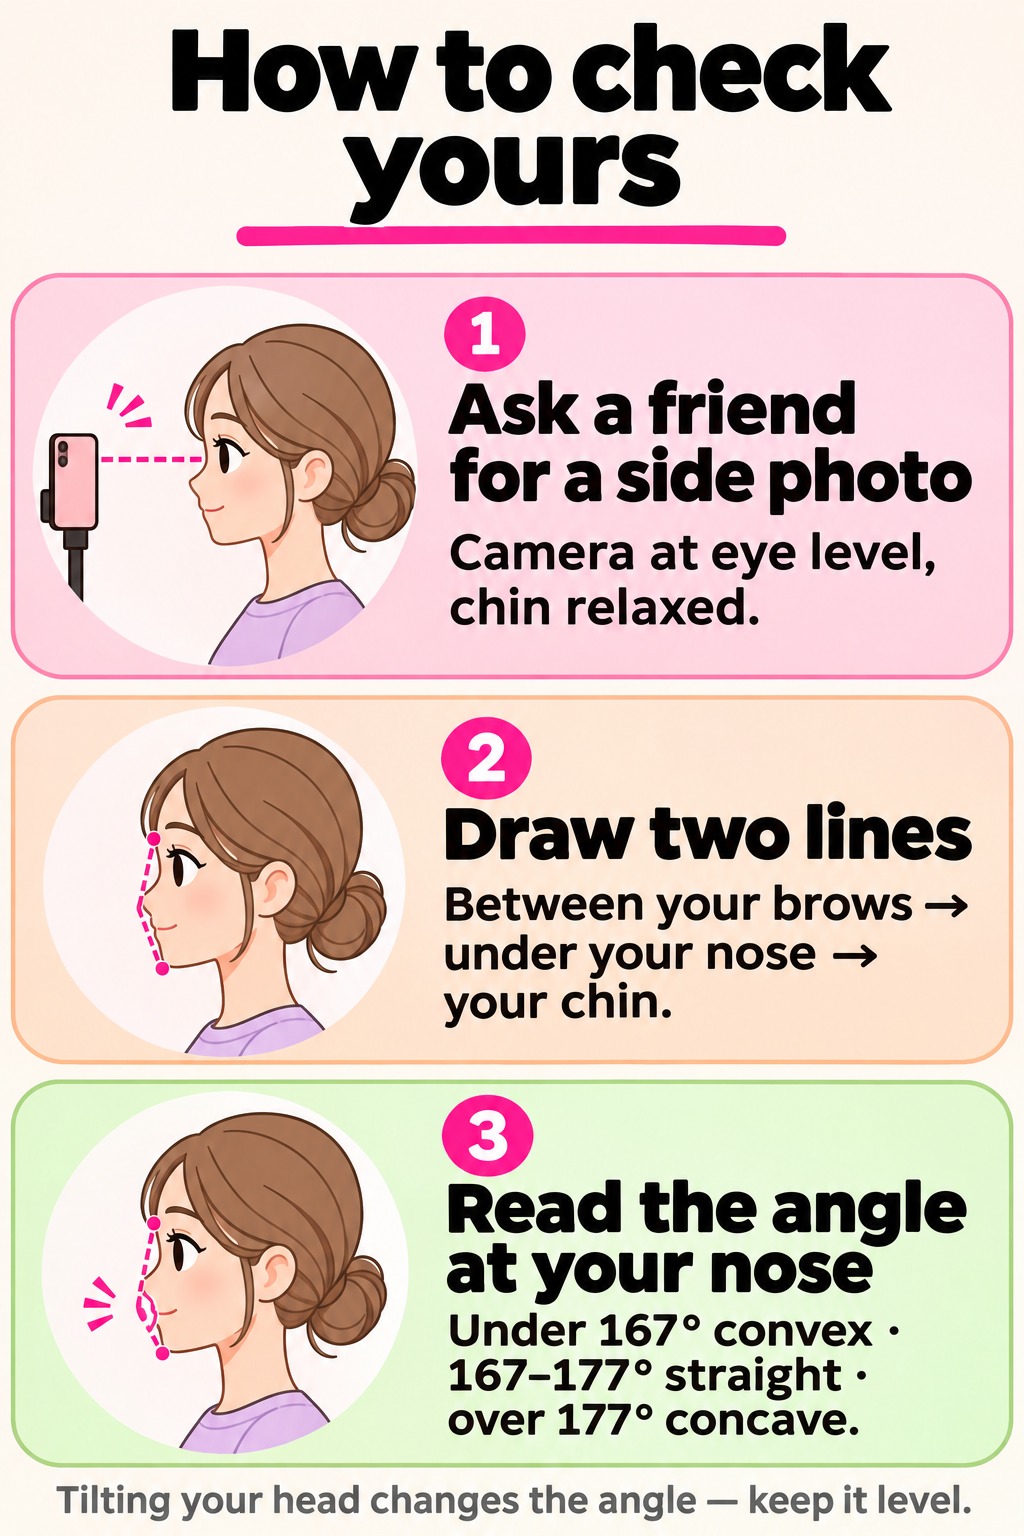 How to check
yours
1
Ask a friend
for a side photo
Camera at eye level,
chin relaxed.
2
Draw two lines
Between your brows →
under your nose →
your chin.
3
Read the angle
at your nose
Under 167° convex ·
167–177° straight ·
over 177° concave.
Tilting your head changes the angle — keep it level.